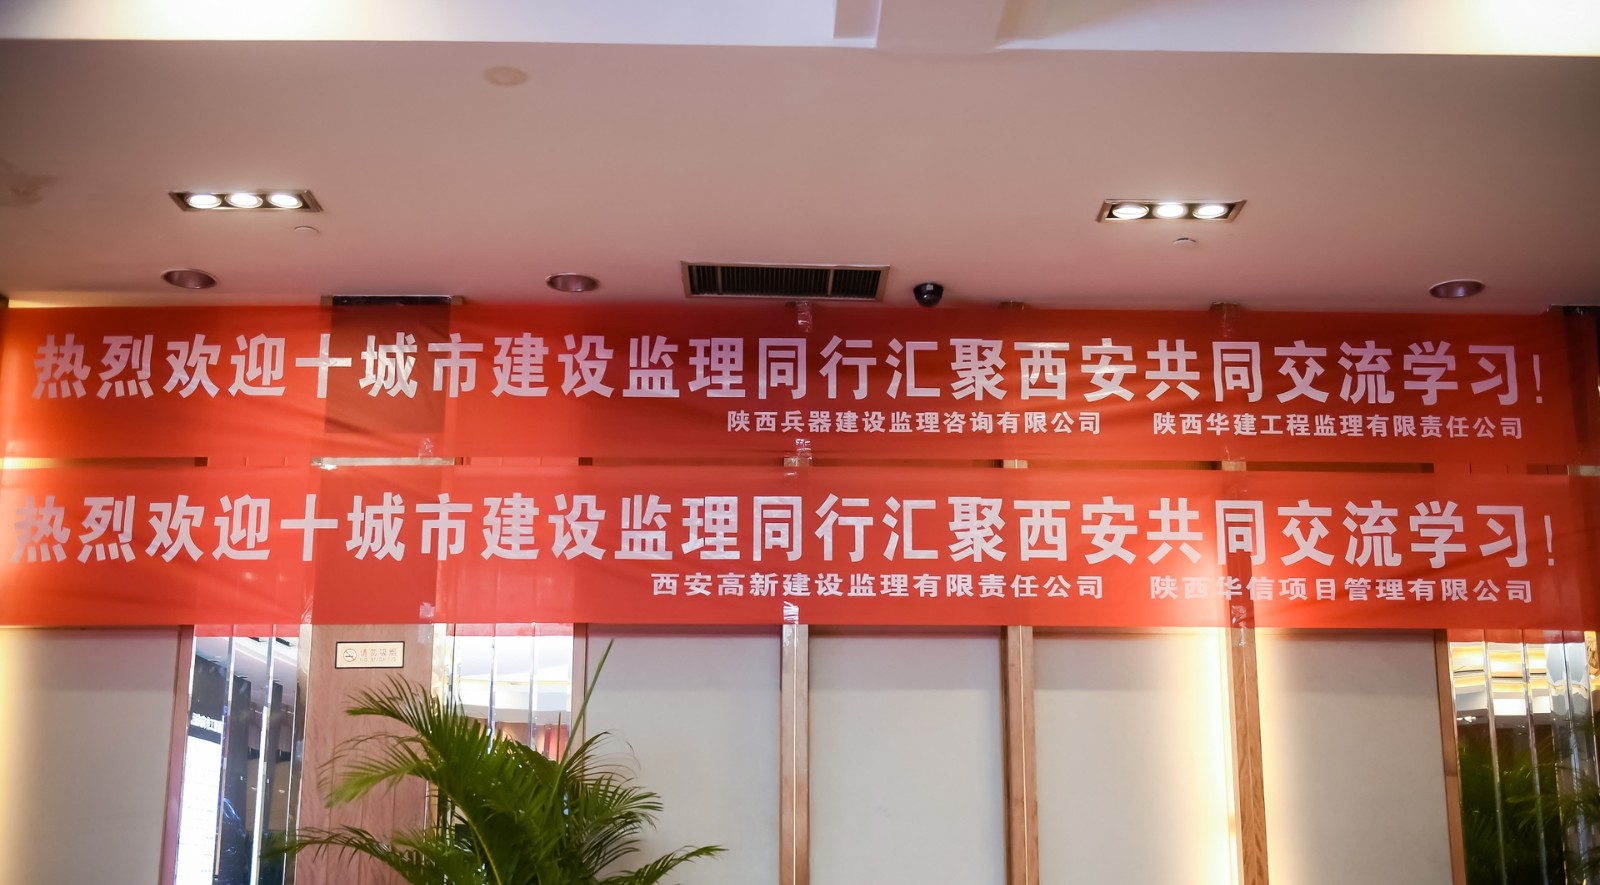 热烈欢迎十城市建设监理同行汇聚西安共同交流学习！
陕西兵器建设监理咨询有限公司 陕西华建工程监理有限责任公司
热烈欢迎十城市建设监理同行汇聚西安共同交流学习！
西安高新建设监理有限责任公司 陕西华信项目管理有限公司
请勿吸烟